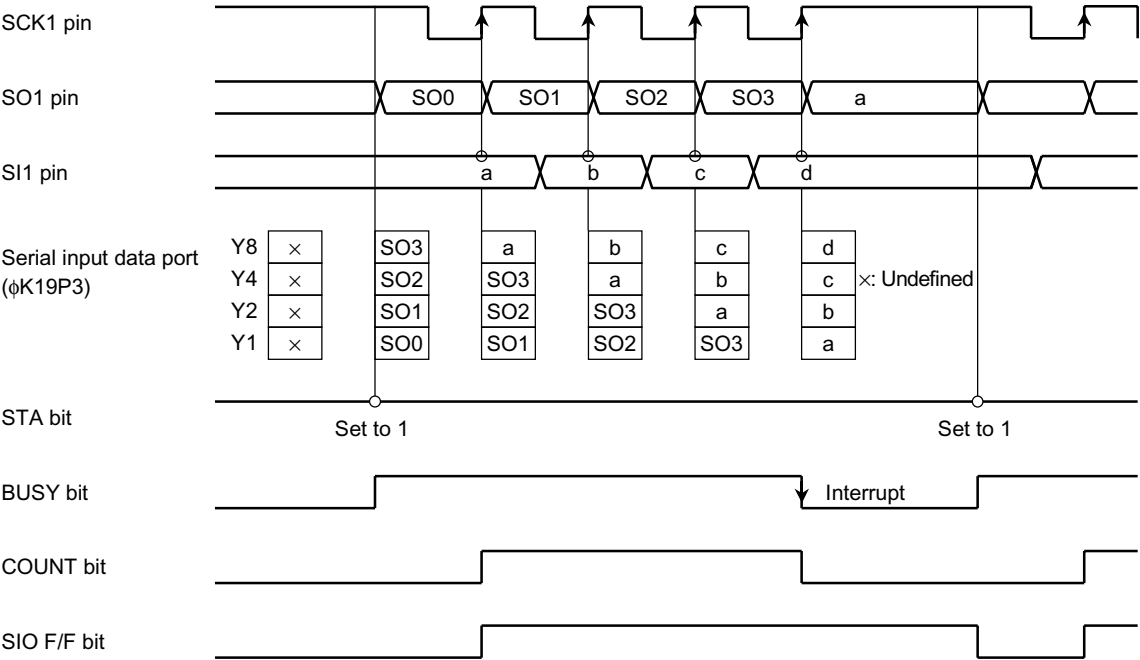 SCK1 pin
SO1 pin SO0 SO1 SO2 SO3 a
SI1 pin a b c d
Serial input data port
(ϕK19P3)
Y8 × SO3 a b c d
Y4 × SO2 SO3 a b c ×: Undefined
Y2 × SO1 SO2 SO3 a b
Y1 × SO0 SO1 SO2 SO3 a
STA bit
Set to 1 Set to 1
BUSY bit Interrupt
COUNT bit
SIO F/F bit